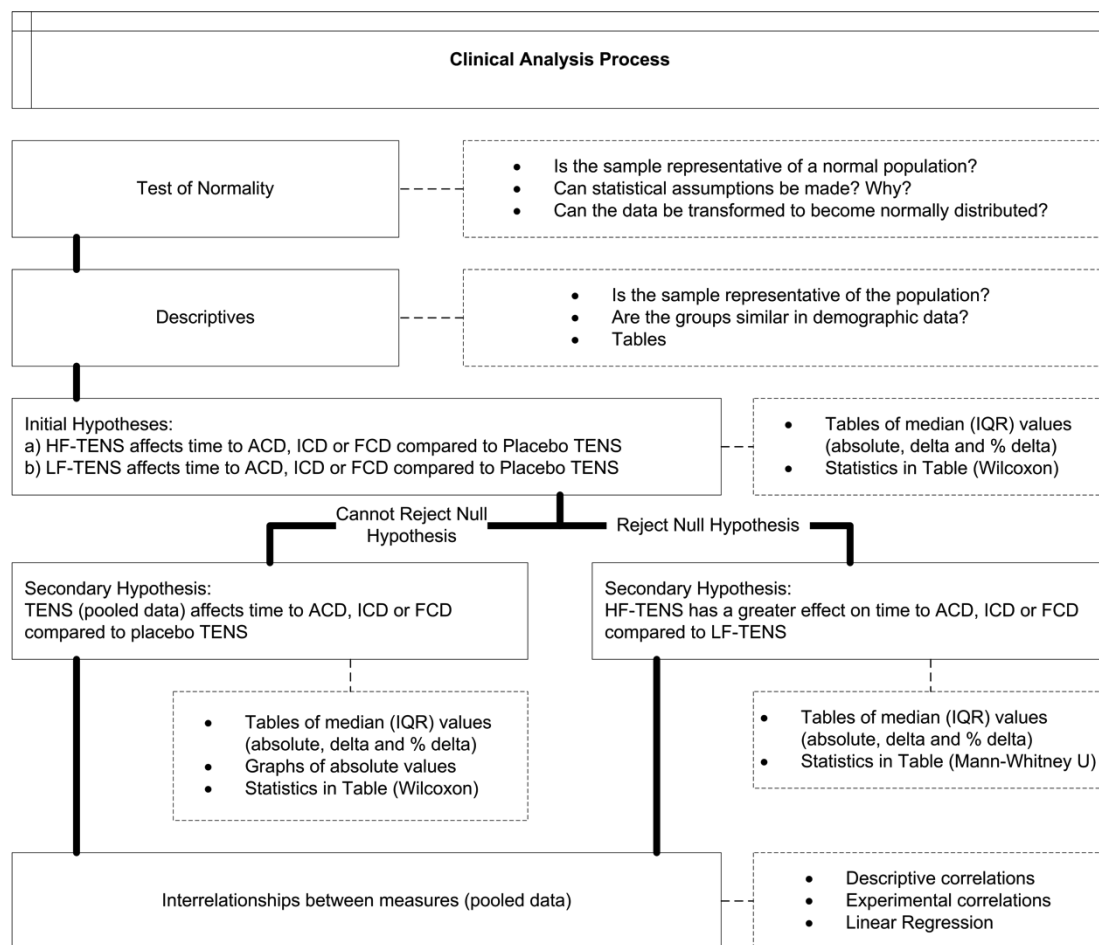 Clinical Analysis Process
Test of Normality
• Is the sample representative of a normal population?
• Can statistical assumptions be made? Why?
• Can the data be transformed to become normally distributed?
Descriptives
• Is the sample representative of the population?
• Are the groups similar in demographic data?
• Tables
Initial Hypotheses:
a) HF-TENS affects time to ACD, ICD or FCD compared to Placebo TENS
b) LF-TENS affects time to ACD, ICD or FCD compared to Placebo TENS
• Tables of median (IQR) values
(absolute, delta and % delta)
• Statistics in Table (Wilcoxon)
Cannot Reject Null
Hypothesis
Reject Null Hypothesis
Secondary Hypothesis:
TENS (pooled data) affects time to ACD, ICD or FCD
compared to placebo TENS
Secondary Hypothesis:
HF-TENS has a greater effect on time to ACD, ICD or FCD
compared to LF-TENS
• Tables of median (IQR) values
(absolute, delta and % delta)
• Graphs of absolute values
• Statistics in Table (Wilcoxon)
• Tables of median (IQR) values
(absolute, delta and % delta)
• Statistics in Table (Mann-Whitney U)
Interrelationships between measures (pooled data)
• Descriptive correlations
• Experimental correlations
• Linear Regression